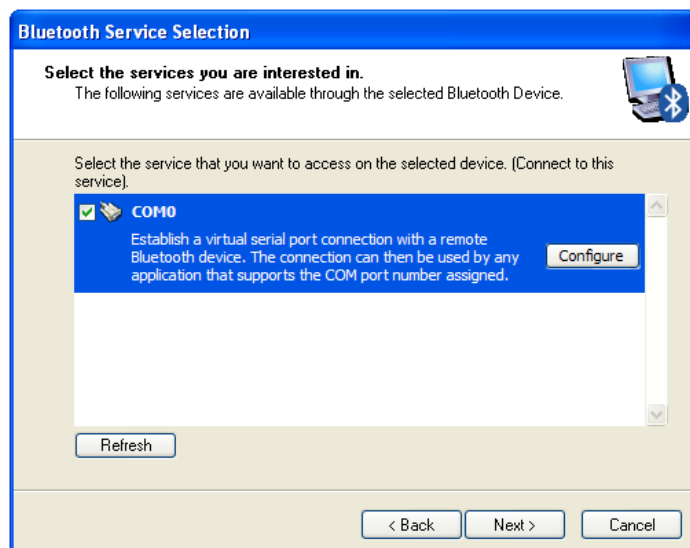 Bluetooth Service Selection
Select the services you are interested in.
The following services are available through the selected Bluetooth Device.
Select the service that you want to access on the selected device. (Connect to this
service).
COM0
Establish a virtual serial port connection with a remote
Bluetooth device. The connection can then be used by any
application that supports the COM port number assigned.
Configure
Refresh
< Back
Next >
Cancel